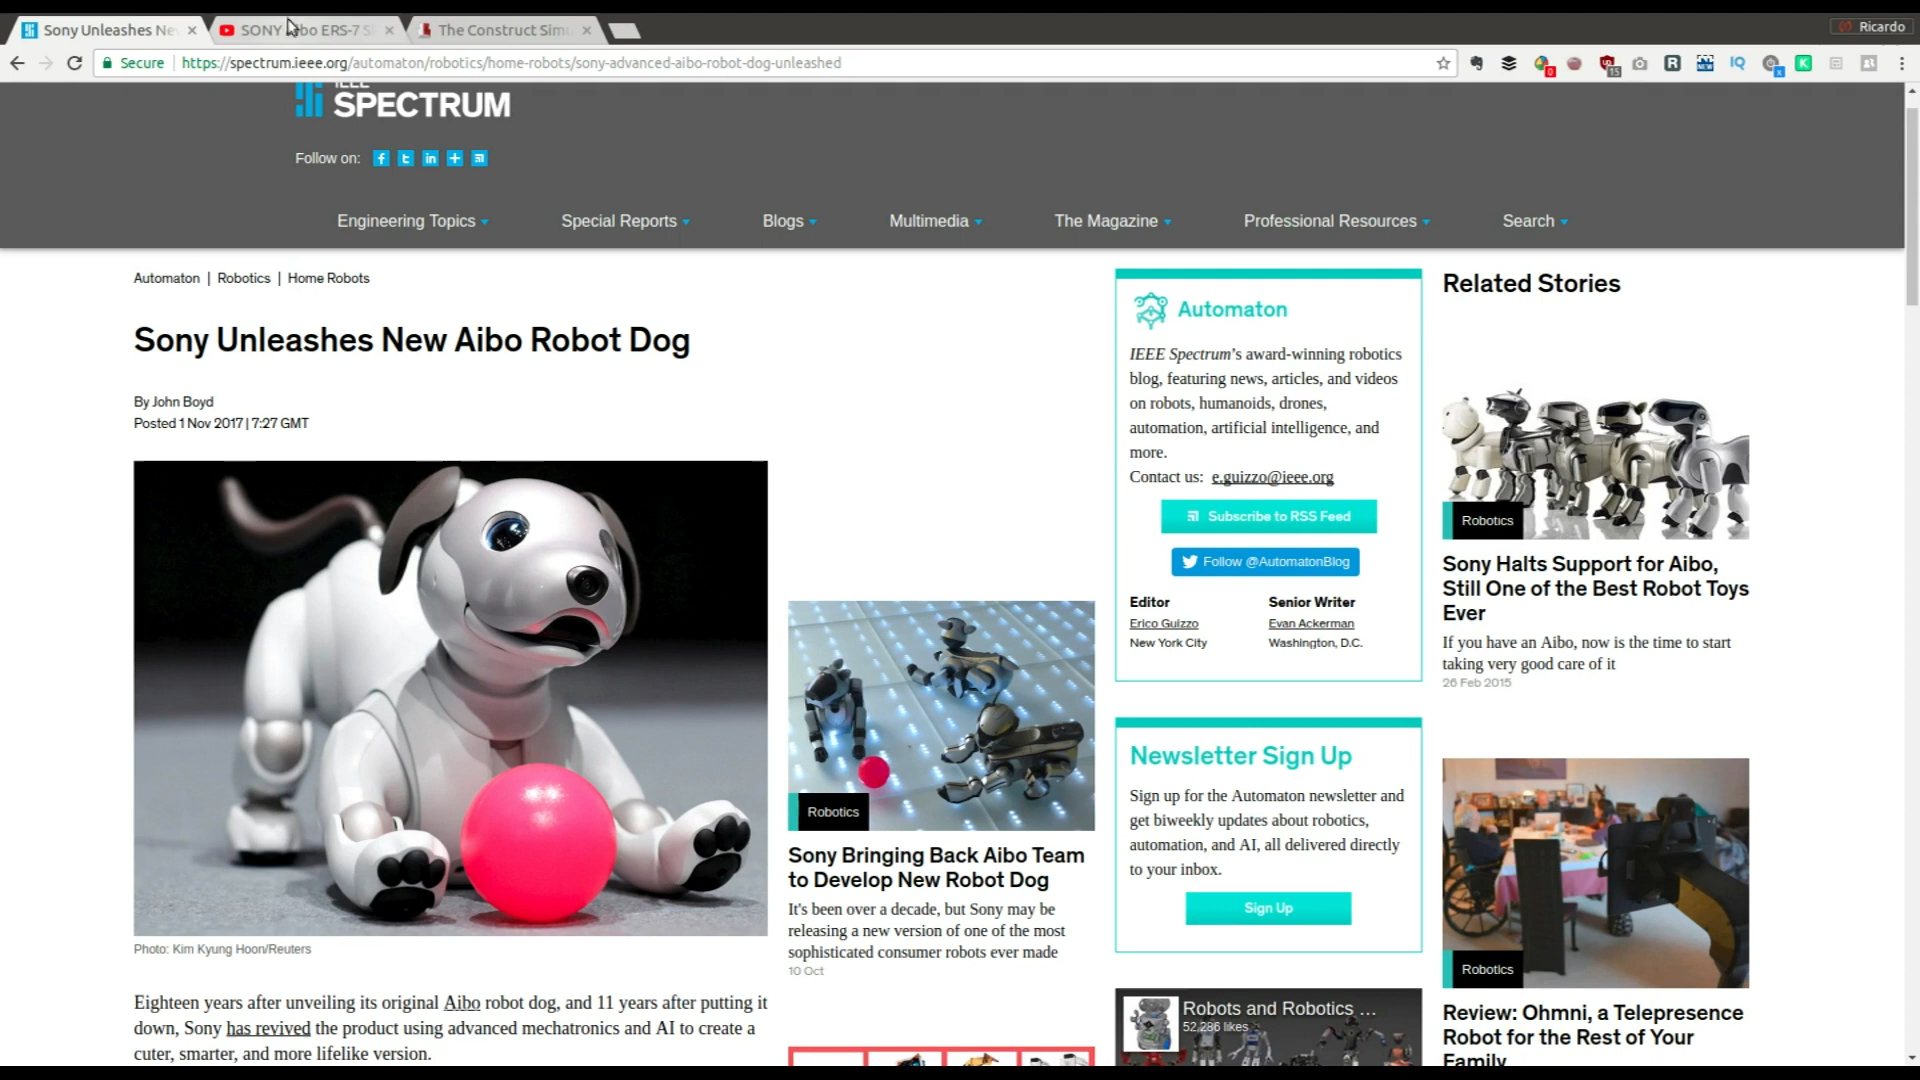 Sony Unleashes Ne
SONY Aibo ERS-7 S
The Construct Simu
Ricardo
Secure
https://spectrum.ieee.org/automaton/robotics/home-robots/sony-advanced-aibo-robot-dog-unleashed
IEEE
SPECTRUM
Follow on:
Engineering Topics
Special Reports
Blogs
Multimedia
The Magazine
Professional Resources
Search
Automaton | Robotics | Home Robots
Sony Unleashes New Aibo Robot Dog
By John Boyd
Posted 1 Nov 2017 | 7:27 GMT
Photo: Kim Kyung Hoon/Reuters
Eighteen years after unveiling its original Aibo robot dog, and 11 years after putting it
down, Sony has revived the product using advanced mechatronics and AI to create a
cuter, smarter, and more lifelike version.
Robotics
Sony Bringing Back Aibo Team
to Develop New Robot Dog
It's been over a decade, but Sony may be
releasing a new version of one of the most
sophisticated consumer robots ever made
10 Oct
Automaton
IEEE Spectrum's award-winning robotics
blog, featuring news, articles, and videos
on robots, humanoids, drones,
automation, artificial intelligence, and
more.
Contact us: e.guizzo@ieee.org
Subscribe to RSS Feed
Follow @AutomatonBlog
Editor
Erico Guizzo
New York City
Senior Writer
Evan Ackerman
Washington, D.C.
Newsletter Sign Up
Sign up for the Automaton newsletter and
get biweekly updates about robotics,
automation, and AI, all delivered directly
to your inbox.
Sign Up
Robots and Robotics ...
52,286 likes
Related Stories
Robotics
Sony Halts Support for Aibo,
Still One of the Best Robot Toys
Ever
If you have an Aibo, now is the time to start
taking very good care of it
26 Feb 2015
Robotics
Review: Ohmni, a Telepresence
Robot for the Rest of Your
Family